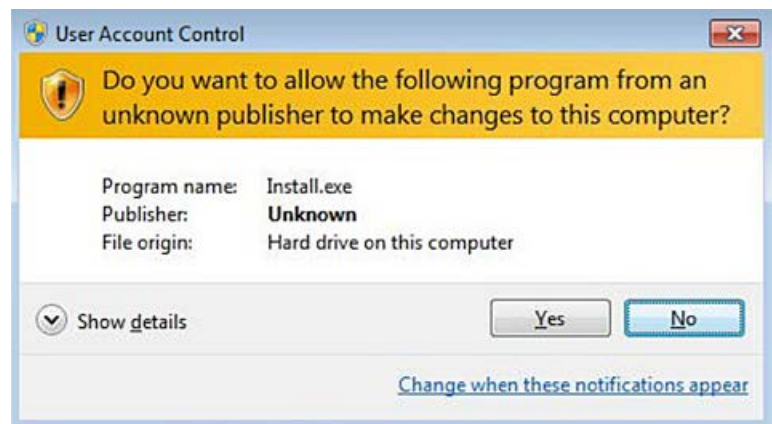 User Account Control
Do you want to allow the following program from an
unknown publisher to make changes to this computer?
Program name: Install.exe
Publisher: Unknown
File origin: Hard drive on this computer
Show details
Yes No
Change when these notifications appear